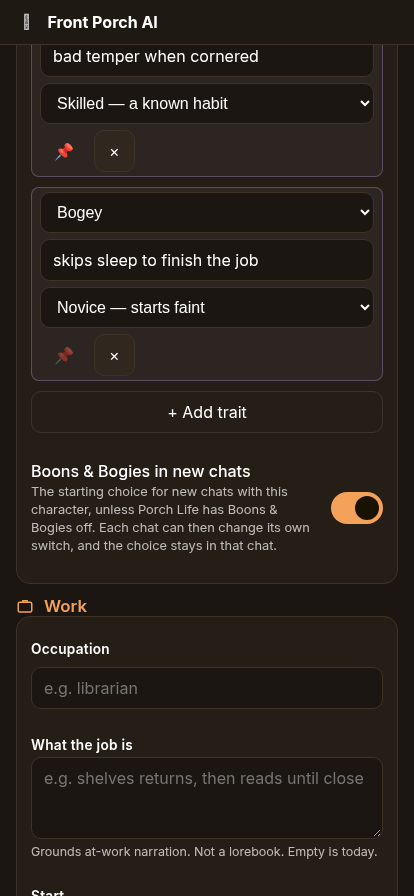 Front Porch AI
bad temper when cornered
Skilled — a known habit
×
Bogey
skips sleep to finish the job
Novice — starts faint
×
+ Add trait
Boons & Bogies in new chats
The starting choice for new chats with this
character, unless Porch Life has Boons &
Bogies off. Each chat can then change its own
switch, and the choice stays in that chat.
Work
Occupation
e.g. librarian
What the job is
e.g. shelves returns, then reads until close
Grounds at-work narration. Not a lorebook. Empty is today.
Start